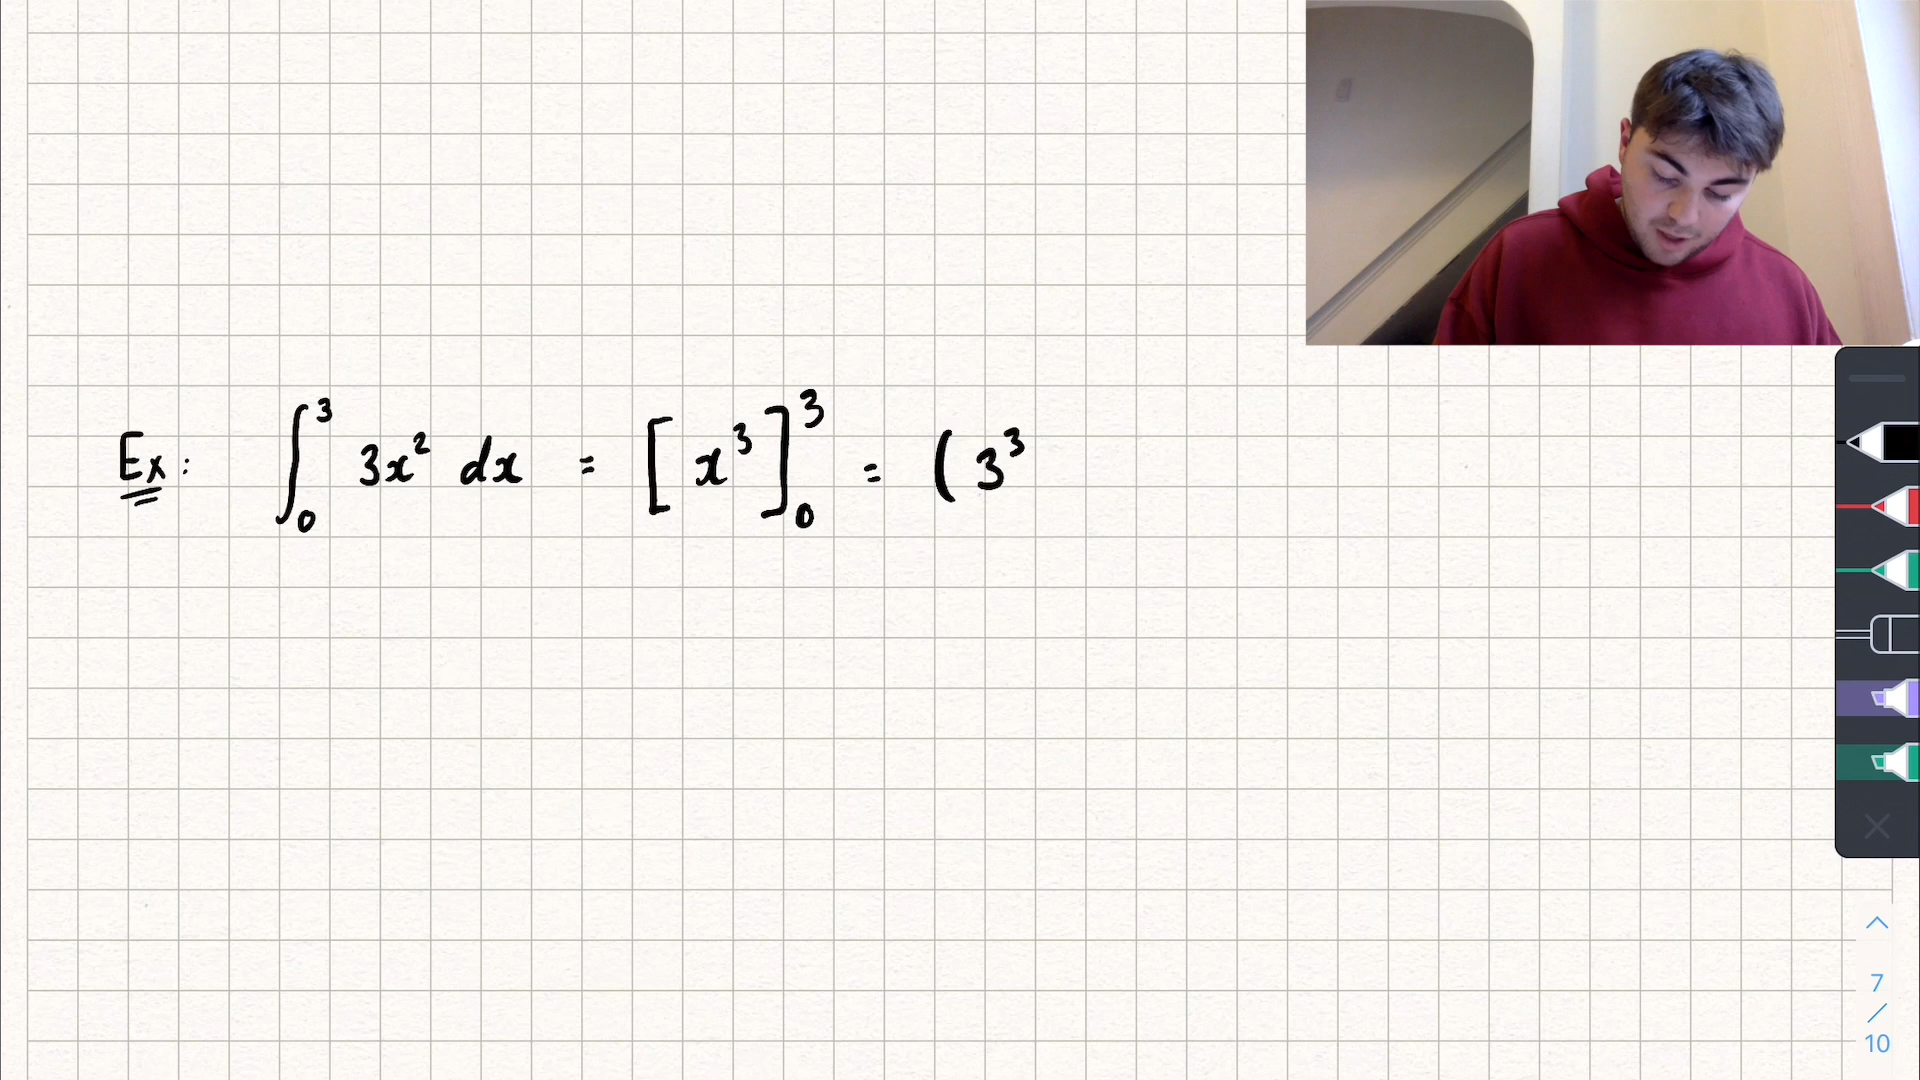 Ex: ∫₀³ 3x² dx = [x³]₀³ = (3³
7
/
10